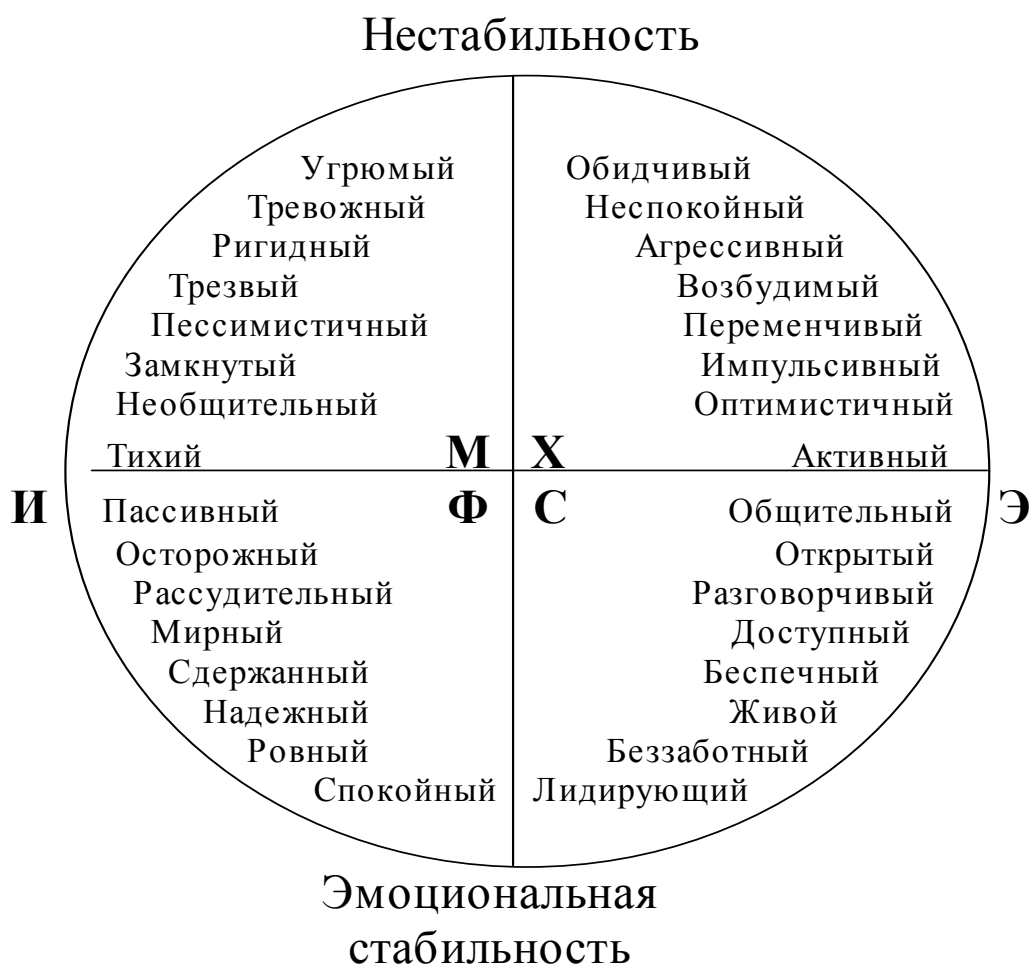 Нестабильность
Угрюмый Обидчивый
Тревожный Неспокойный
Ригидный Агрессивный
Трезвый Возбудимый
Пессимистичный Переменчивый
Замкнутый Импульсивный
Необщительный Оптимистичный
Тихий М Х Активный
И Пассивный Ф С Общительный Э
Осторожный Открытый
Рассудительный Разговорчивый
Мирный Доступный
Сдержанный Беспечный
Надежный Живой
Ровный Беззаботный
Спокойный Лидирующий
Эмоциональная
стабильность